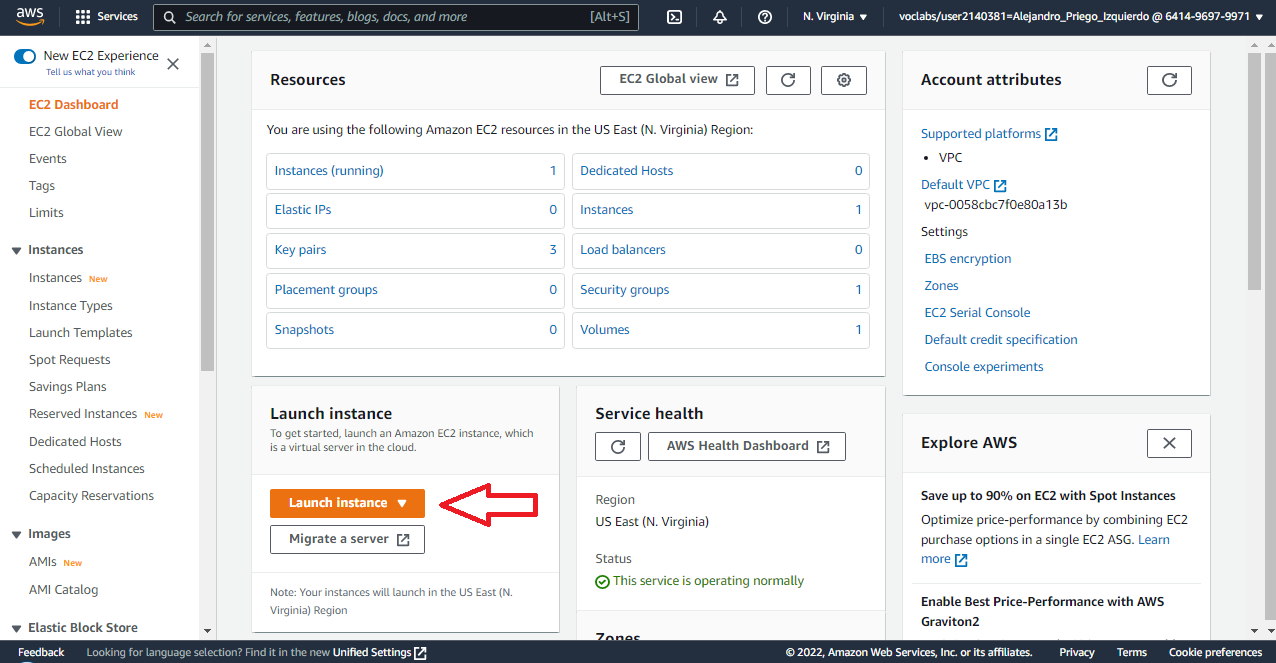 aws
Services
Search for services, features, blogs, docs, and more
[Alt+S]
N. Virginia ▼
voclabs/user2140381=Alejandro_Priego_Izquierdo @ 6414-9697-9971 ▼
New EC2 Experience
Tell us what you think
EC2 Dashboard
EC2 Global View
Events
Tags
Limits
Instances
Instances New
Instance Types
Launch Templates
Spot Requests
Savings Plans
Reserved Instances New
Dedicated Hosts
Scheduled Instances
Capacity Reservations
Images
AMIs New
AMI Catalog
Elastic Block Store
Resources
EC2 Global view
You are using the following Amazon EC2 resources in the US East (N. Virginia) Region:
Instances (running) 1
Dedicated Hosts 0
Elastic IPs 0
Instances 1
Key pairs 3
Load balancers 0
Placement groups 0
Security groups 1
Snapshots 0
Volumes 1
Launch instance
To get started, launch an Amazon EC2 instance, which
is a virtual server in the cloud.
Launch instance ▼
Migrate a server
Note: Your instances will launch in the US East (N.
Virginia) Region
Service health
AWS Health Dashboard
Region
US East (N. Virginia)
Status
This service is operating normally
Zones
Account attributes
Supported platforms
• VPC
Default VPC
vpc-0058cbc7f0e80a13b
Settings
EBS encryption
Zones
EC2 Serial Console
Default credit specification
Console experiments
Explore AWS
Save up to 90% on EC2 with Spot Instances
Optimize price-performance by combining EC2
purchase options in a single EC2 ASG. Learn
more
Enable Best Price-Performance with AWS
Graviton2
Feedback
Looking for language selection? Find it in the new Unified Settings
© 2022, Amazon Web Services, Inc. or its affiliates.
Privacy
Terms
Cookie preferences